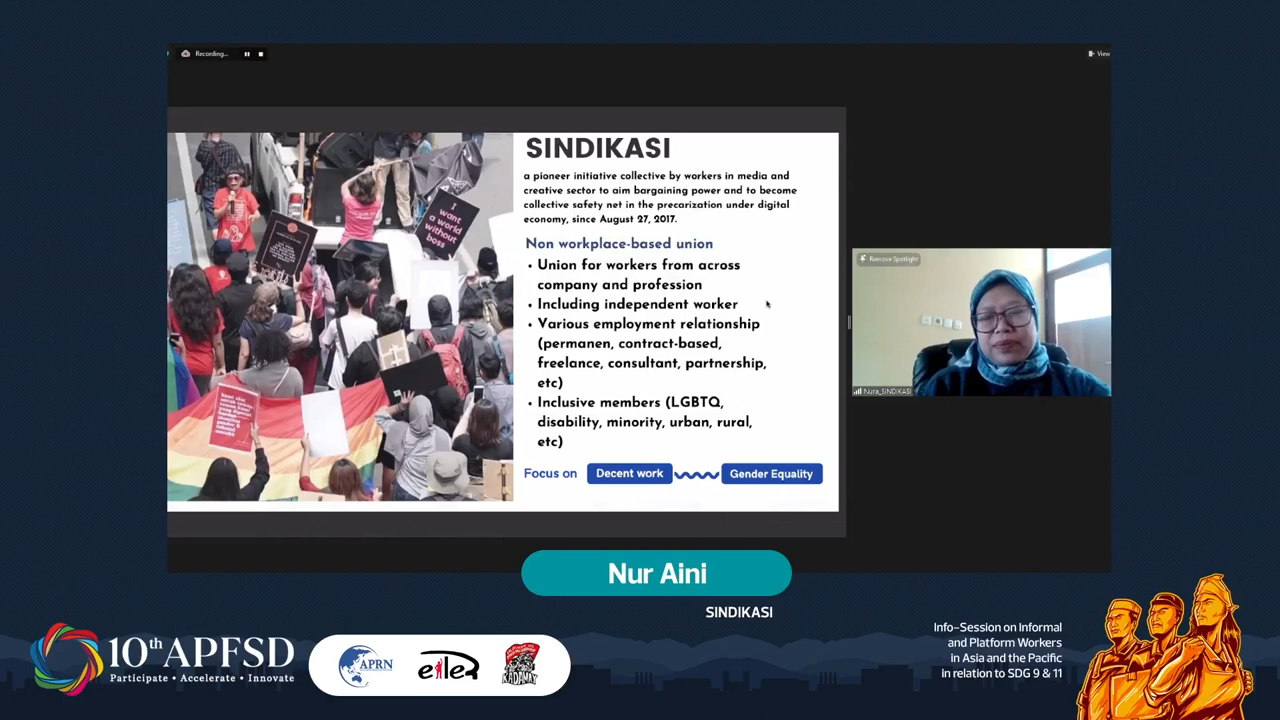 Recording...
View
SINDIKASI
a pioneer initiative collective by workers in media and
creative sector to aim bargaining power and to become
collective safety net in the precarization under digital
economy, since August 27, 2017.
Non workplace-based union
• Union for workers from across
company and profession
• Including independent worker
• Various employment relationship
(permanen, contract-based,
freelance, consultant, partnership,
etc)
• Inclusive members (LGBTQ,
disability, minority, urban, rural,
etc)
Focus on Decent work Gender Equality
I
want
a world
without
boss
Remove Spotlight
Nura_SINDIKASI
Nur Aini
SINDIKASI
10th APFSD
Participate • Accelerate • Innovate
APRN
eiler
KADAMAY
Info-Session on Informal
and Platform Workers
in Asia and the Pacific
in relation to SDG 9 & 11